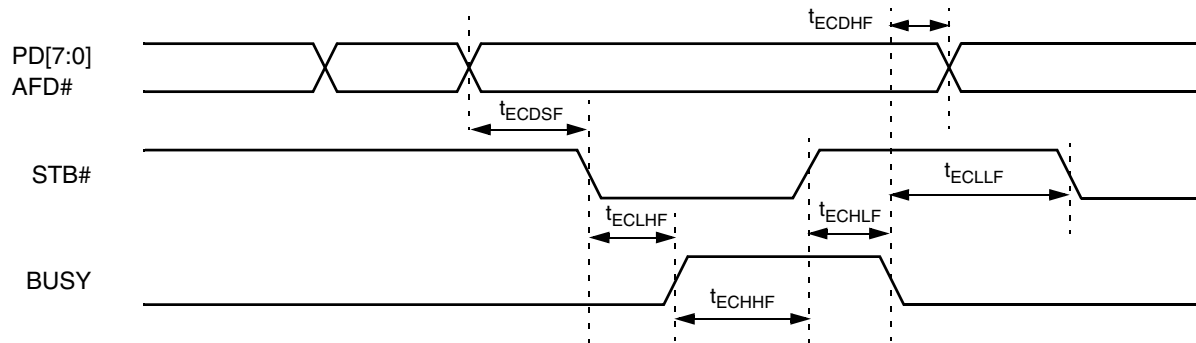 tECDHF
PD[7:0]
AFD#
tECDSF
STB#
tECLLF
tECLHF
tECHLF
BUSY
tECHHF